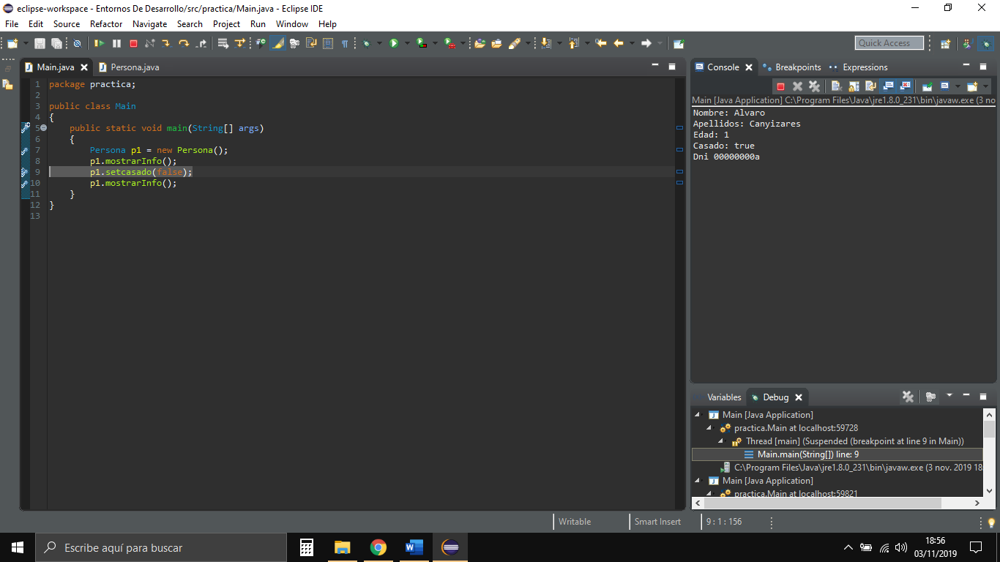 eclipse-workspace - Entornos De Desarrollo/src/practica/Main.java - Eclipse IDE
File Edit Source Refactor Navigate Search Project Run Window Help
Quick Access
Main.java Persona.java
1 package practica;
2
3 public class Main
4 {
5 public static void main(String[] args)
6 {
7 Persona p1 = new Persona();
8 p1.mostrarInfo();
9 p1.setcasado(false);
10 p1.mostrarInfo();
11 }
12 }
13
Console Breakpoints Expressions
Main [Java Application] C:\Program Files\Java\jre1.8.0_231\bin\javaw.exe (3 no
Nombre: Alvaro
Apellidos: Canyizares
Edad: 1
Casado: true
Dni 00000000a
Variables Debug
Main [Java Application]
practica.Main at localhost:59728
Thread [main] (Suspended (breakpoint at line 9 in Main))
Main.main(String[]) line: 9
C:\Program Files\Java\jre1.8.0_231\bin\javaw.exe (3 nov. 2019 18
Main [Java Application]
practica.Main at localhost:59821
Writable Smart Insert 9 : 1 : 156
Escribe aquí para buscar
18:56
03/11/2019